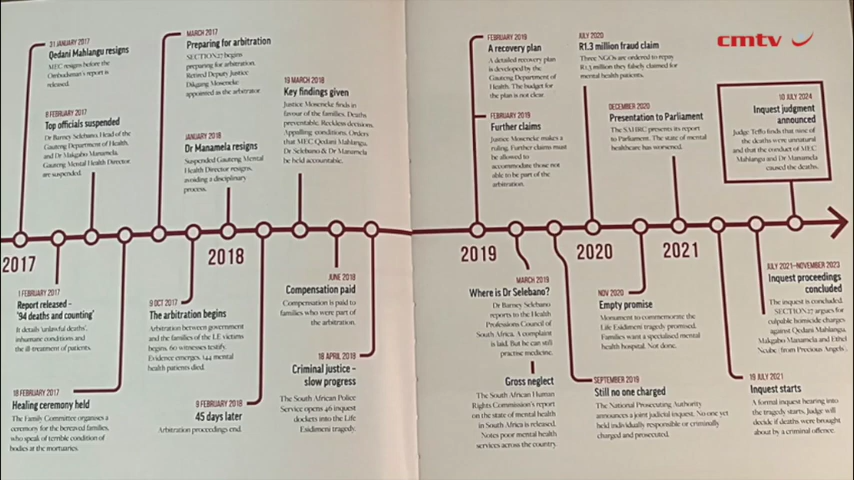 31 JANUARY 2017
Qedani Mahlangu resigns
MEC resigns before the
Ombudsman's report is
released.
9 FEBRUARY 2017
Top officials suspended
Dr Barney Selebano, Head of the
Gauteng Department of Health,
and Dr Makgabo Manamela,
Gauteng Mental Health Director
are suspended.
MARCH 2017
Preparing for arbitration
SECTION27 begins
preparing for arbitration.
Retired Deputy Justice
Dikgang Moseneke
appointed as the arbitrator.
JANUARY 2018
Dr Manamela resigns
Suspended Gauteng Mental
Health Director resigns,
avoiding a disciplinary
process.
19 MARCH 2018
Key findings given
Justice Moseneke finds in
favour of the families. Deaths
preventable. Reckless decisions.
Appalling conditions. Orders
that MEC Qedani Mahlangu,
Dr Selebano & Dr Manamela
be held accountable.
2017
2018
1 FEBRUARY 2017
Report released –
'94 deaths and counting'
It details 'unlawful deaths',
inhumane conditions and
the ill-treatment of patients.
18 FEBRUARY 2017
Healing ceremony held
The Family Committee organises a
ceremony for the bereaved families,
who speak of terrible condition of
bodies at the mortuaries.
9 OCT 2017
The arbitration begins
Arbitration between government
and the families of the LE victims
begins. 60 witnesses testify.
Evidence emerges, 144 mental
health patients died.
9 FEBRUARY 2018
45 days later
Arbitration proceedings end.
JUNE 2018
Compensation paid
Compensation is paid to
families who were part of
the arbitration.
18 APRIL 2018
Criminal justice –
slow progress
The South African Police
Service opens 46 inquest
dockets into the Life
Esidimeni tragedy.
FEBRUARY 2019
A recovery plan
A detailed recovery plan
is developed by the
Gauteng Department of
Health. The budget for
the plan is not clear.
FEBRUARY 2019
Further claims
Justice Moseneke makes a
ruling. Further claims must
be allowed to
accommodate those not
able to be part of the
arbitration.
JULY 2020
R1.3 million fraud claim
Three NGOs are ordered to repay
R1.3 million they falsely claimed for
mental health patients.
DECEMBER 2020
Presentation to Parliament
The SAHRC presents its report
to Parliament. The state of mental
healthcare has worsened.
cmtv
10 JULY 2024
Inquest judgment
announced
Judge Teffo finds that nine of
the deaths were unnatural
and that the conduct of MEC
Mahlangu and Dr Manamela
caused the deaths.
2019
2020
2021
MARCH 2019
Where is Dr Selebano?
Dr Barney Selebano
reports to the Health
Professions Council of
South Africa. A complaint
is laid. But he can still
practise medicine.
Gross neglect
The South African Human
Rights Commission's report
on the state of mental health
in South Africa is released.
Notes poor mental health
services across the country.
NOV 2020
Empty promise
Monument to commemorate the
Life Esidimeni tragedy promised.
Families want a specialised mental
health hospital. Not done.
SEPTEMBER 2019
Still no one charged
The National Prosecuting Authority
announces a joint judicial inquest. No one yet
held individually responsible or criminally
charged and prosecuted.
JULY 2021–NOVEMBER 2023
Inquest proceedings
concluded
The inquest is concluded.
SECTION27 argues for
culpable homicide charges
against Qedani Mahlangu,
Makgabo Manamela and Ethel
Ncube (from Precious Angels).
19 JULY 2021
Inquest starts
A formal inquest hearing into
the tragedy starts. Judge will
decide if deaths were brought
about by a criminal offence.